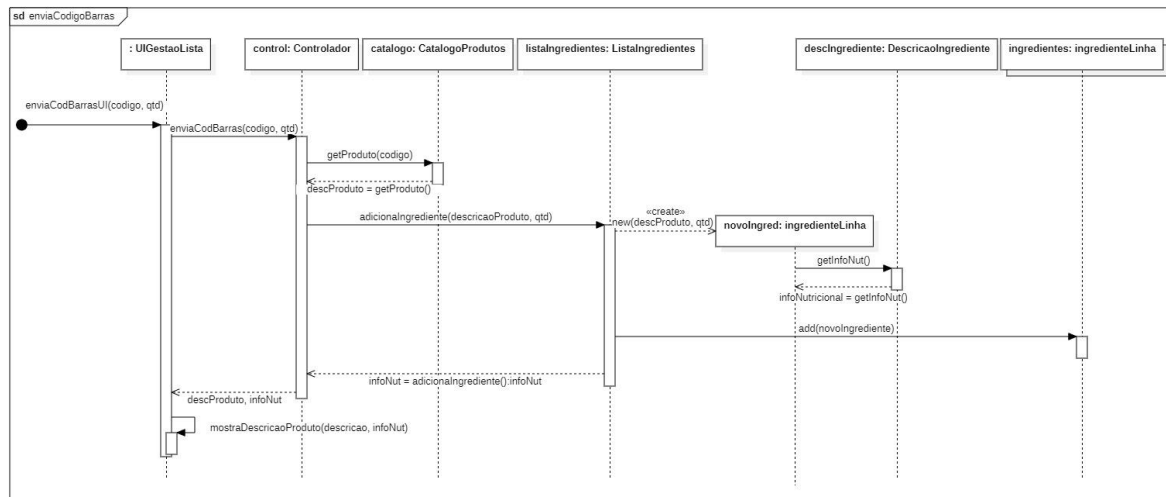 sd enviaCodigoBarras
: UIGestaoLista
control: Controlador
catalogo: CatalogoProdutos
listaIngredientes: ListaIngredientes
descIngrediente: DescricaoIngrediente
ingredientes: ingredienteLinha
enviaCodBarrasUI(codigo, qtd)
enviaCodBarras(codigo, qtd)
getProduto(codigo)
descProduto = getProduto()
adicionaIngrediente(descricaoProduto, qtd)
«create»
new(descProduto, qtd)
novoIngred: ingredienteLinha
getInfoNut()
infoNutricional = getInfoNut()
add(novoIngrediente)
infoNut = adicionaIngrediente():infoNut
descProduto, infoNut
mostraDescricaoProduto(descricao, infoNut)